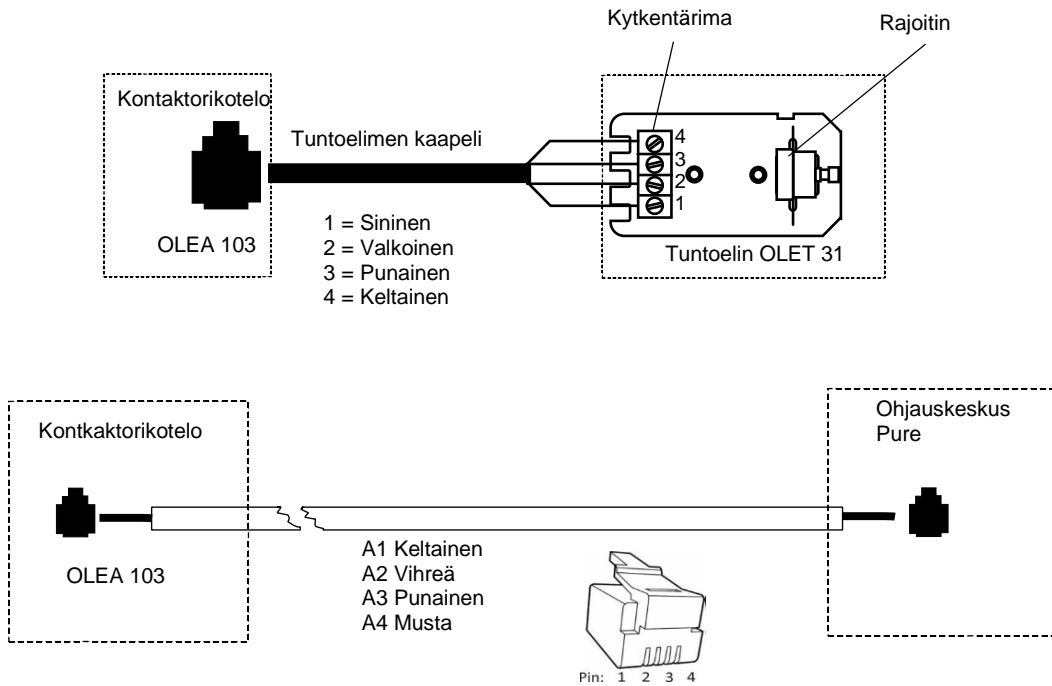 Kytkentärima
Rajoitin
Kontaktorikotelo
Tuntoelimen kaapeli
4
3
2
1
OLEA 103
1 = Sininen
2 = Valkoinen
3 = Punainen
4 = Keltainen
Tuntoelin OLET 31
Kontkaktorikotelo
Ohjauskeskus
Pure
OLEA 103
A1 Keltainen
A2 Vihreä
A3 Punainen
A4 Musta
Pin: 1 2 3 4